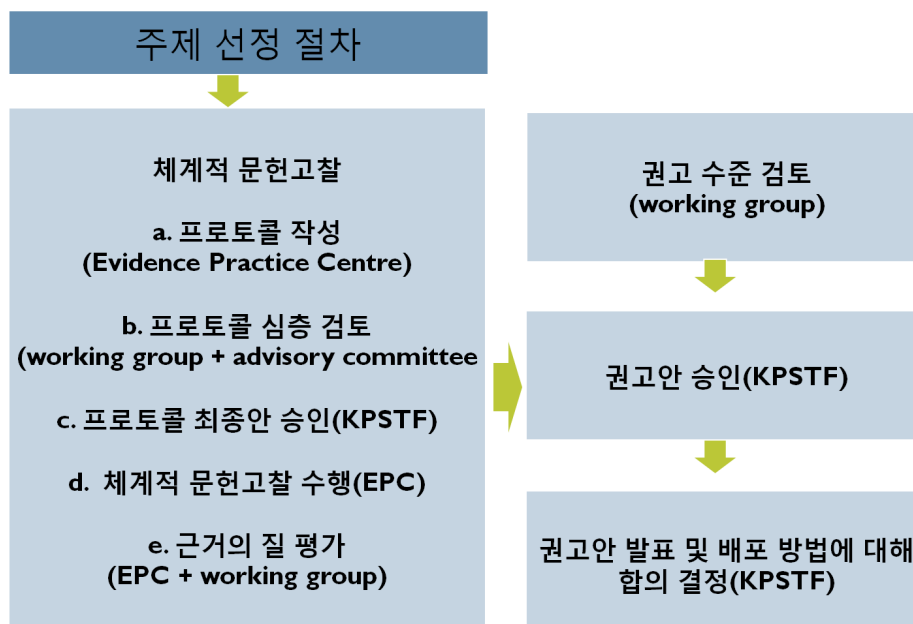 주제 선정 절차
체계적 문헌고찰
a. 프로토콜 작성
(Evidence Practice Centre)
b. 프로토콜 심층 검토
(working group + advisory committee
c. 프로토콜 최종안 승인(KPSTF)
d. 체계적 문헌고찰 수행(EPC)
e. 근거의 질 평가
(EPC + working group)
권고 수준 검토
(working group)
권고안 승인(KPSTF)
권고안 발표 및 배포 방법에 대해
합의 결정(KPSTF)